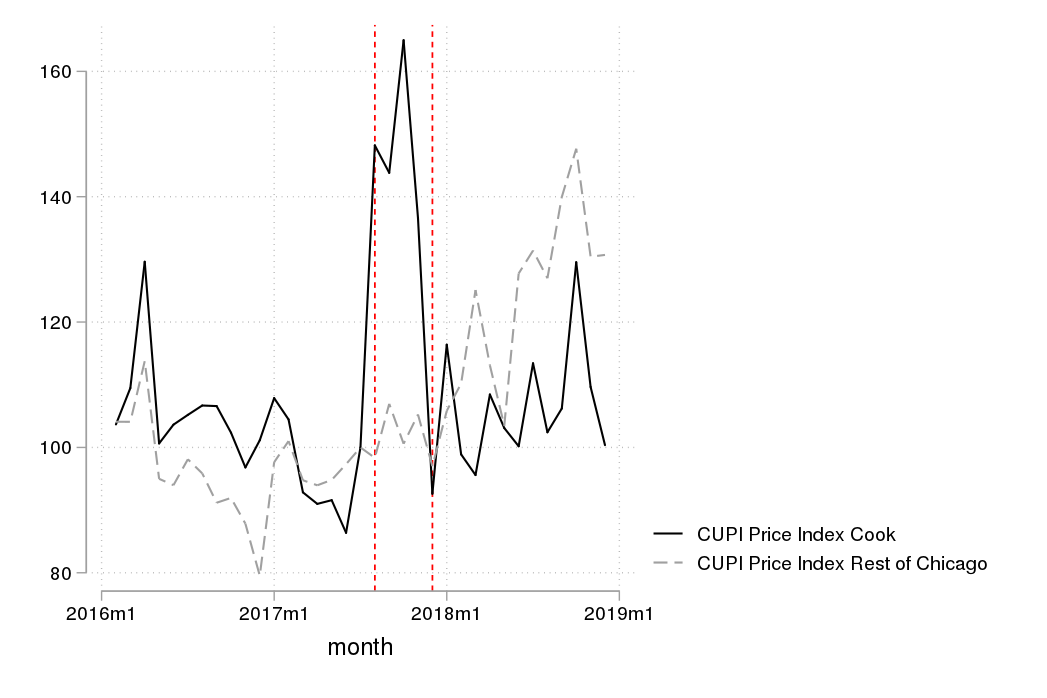 160
140
120
100
80
2016m1 2017m1 2018m1 2019m1
month
CUPI Price Index Cook
CUPI Price Index Rest of Chicago